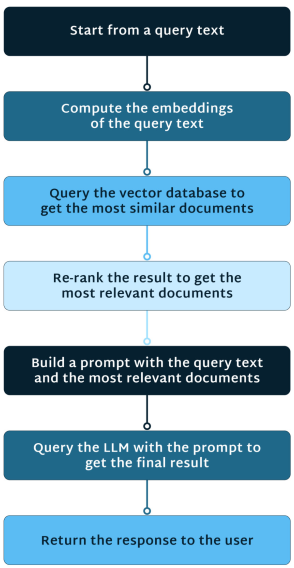 Start from a query text
Compute the embeddings
of the query text
Query the vector database to
get the most similar documents
Re-rank the result to get the
most relevant documents
Build a prompt with the query text
and the most relevant documents
Query the LLM with the prompt to
get the final result
Return the response to the user